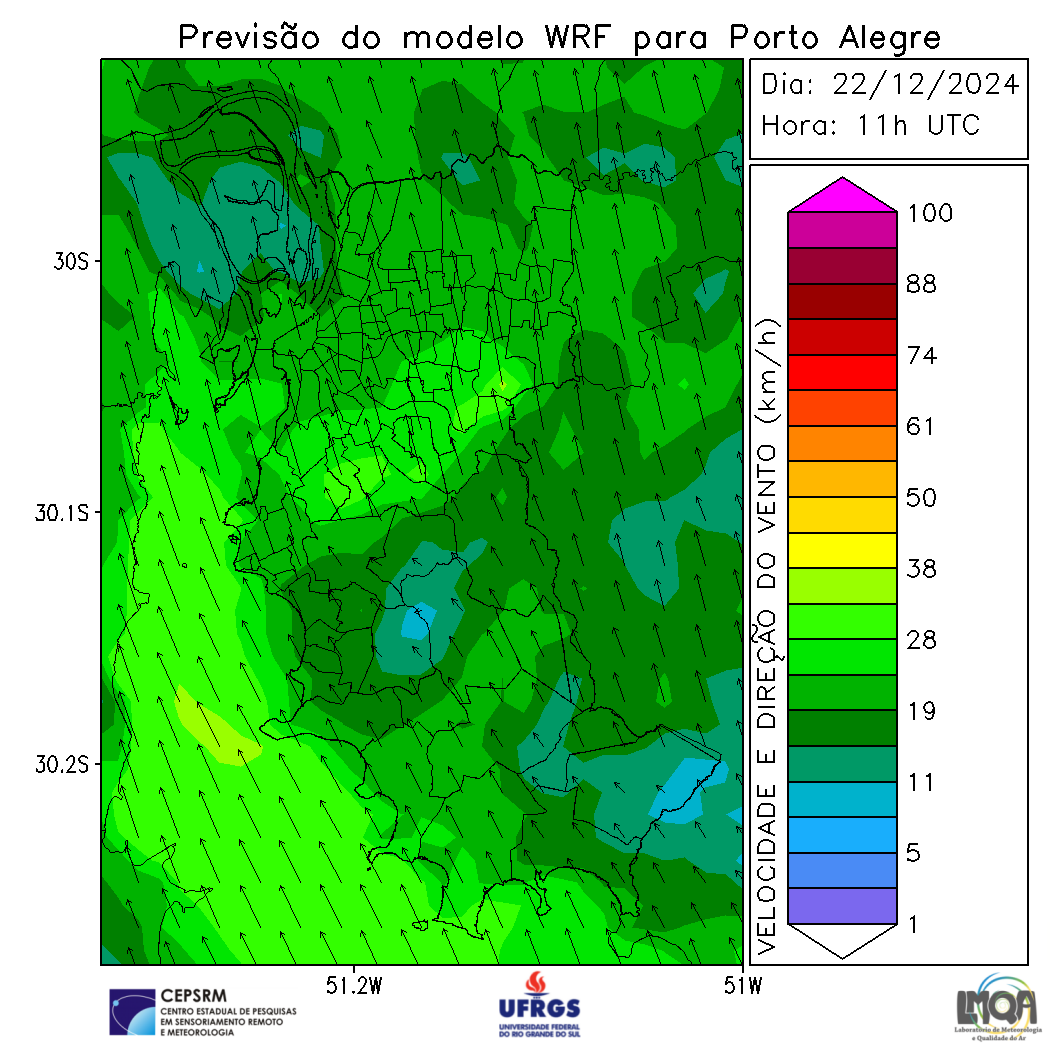 Previsão do modelo WRF para Porto Alegre
Dia: 22/12/2024
Hora: 11h UTC
30S
30.1S
30.2S
51.2W
51W
VELOCIDADE E DIREÇÃO DO VENTO (km/h)
100
88
74
61
50
38
28
19
11
5
1
CEPSRM
CENTRO ESTADUAL DE PESQUISAS
EM SENSORIAMENTO REMOTO
E METEOROLOGIA
UFRGS
UNIVERSIDADE FEDERAL
DO RIO GRANDE DO SUL
LMQA
Laboratório de Meteorologia
e Qualidade do Ar